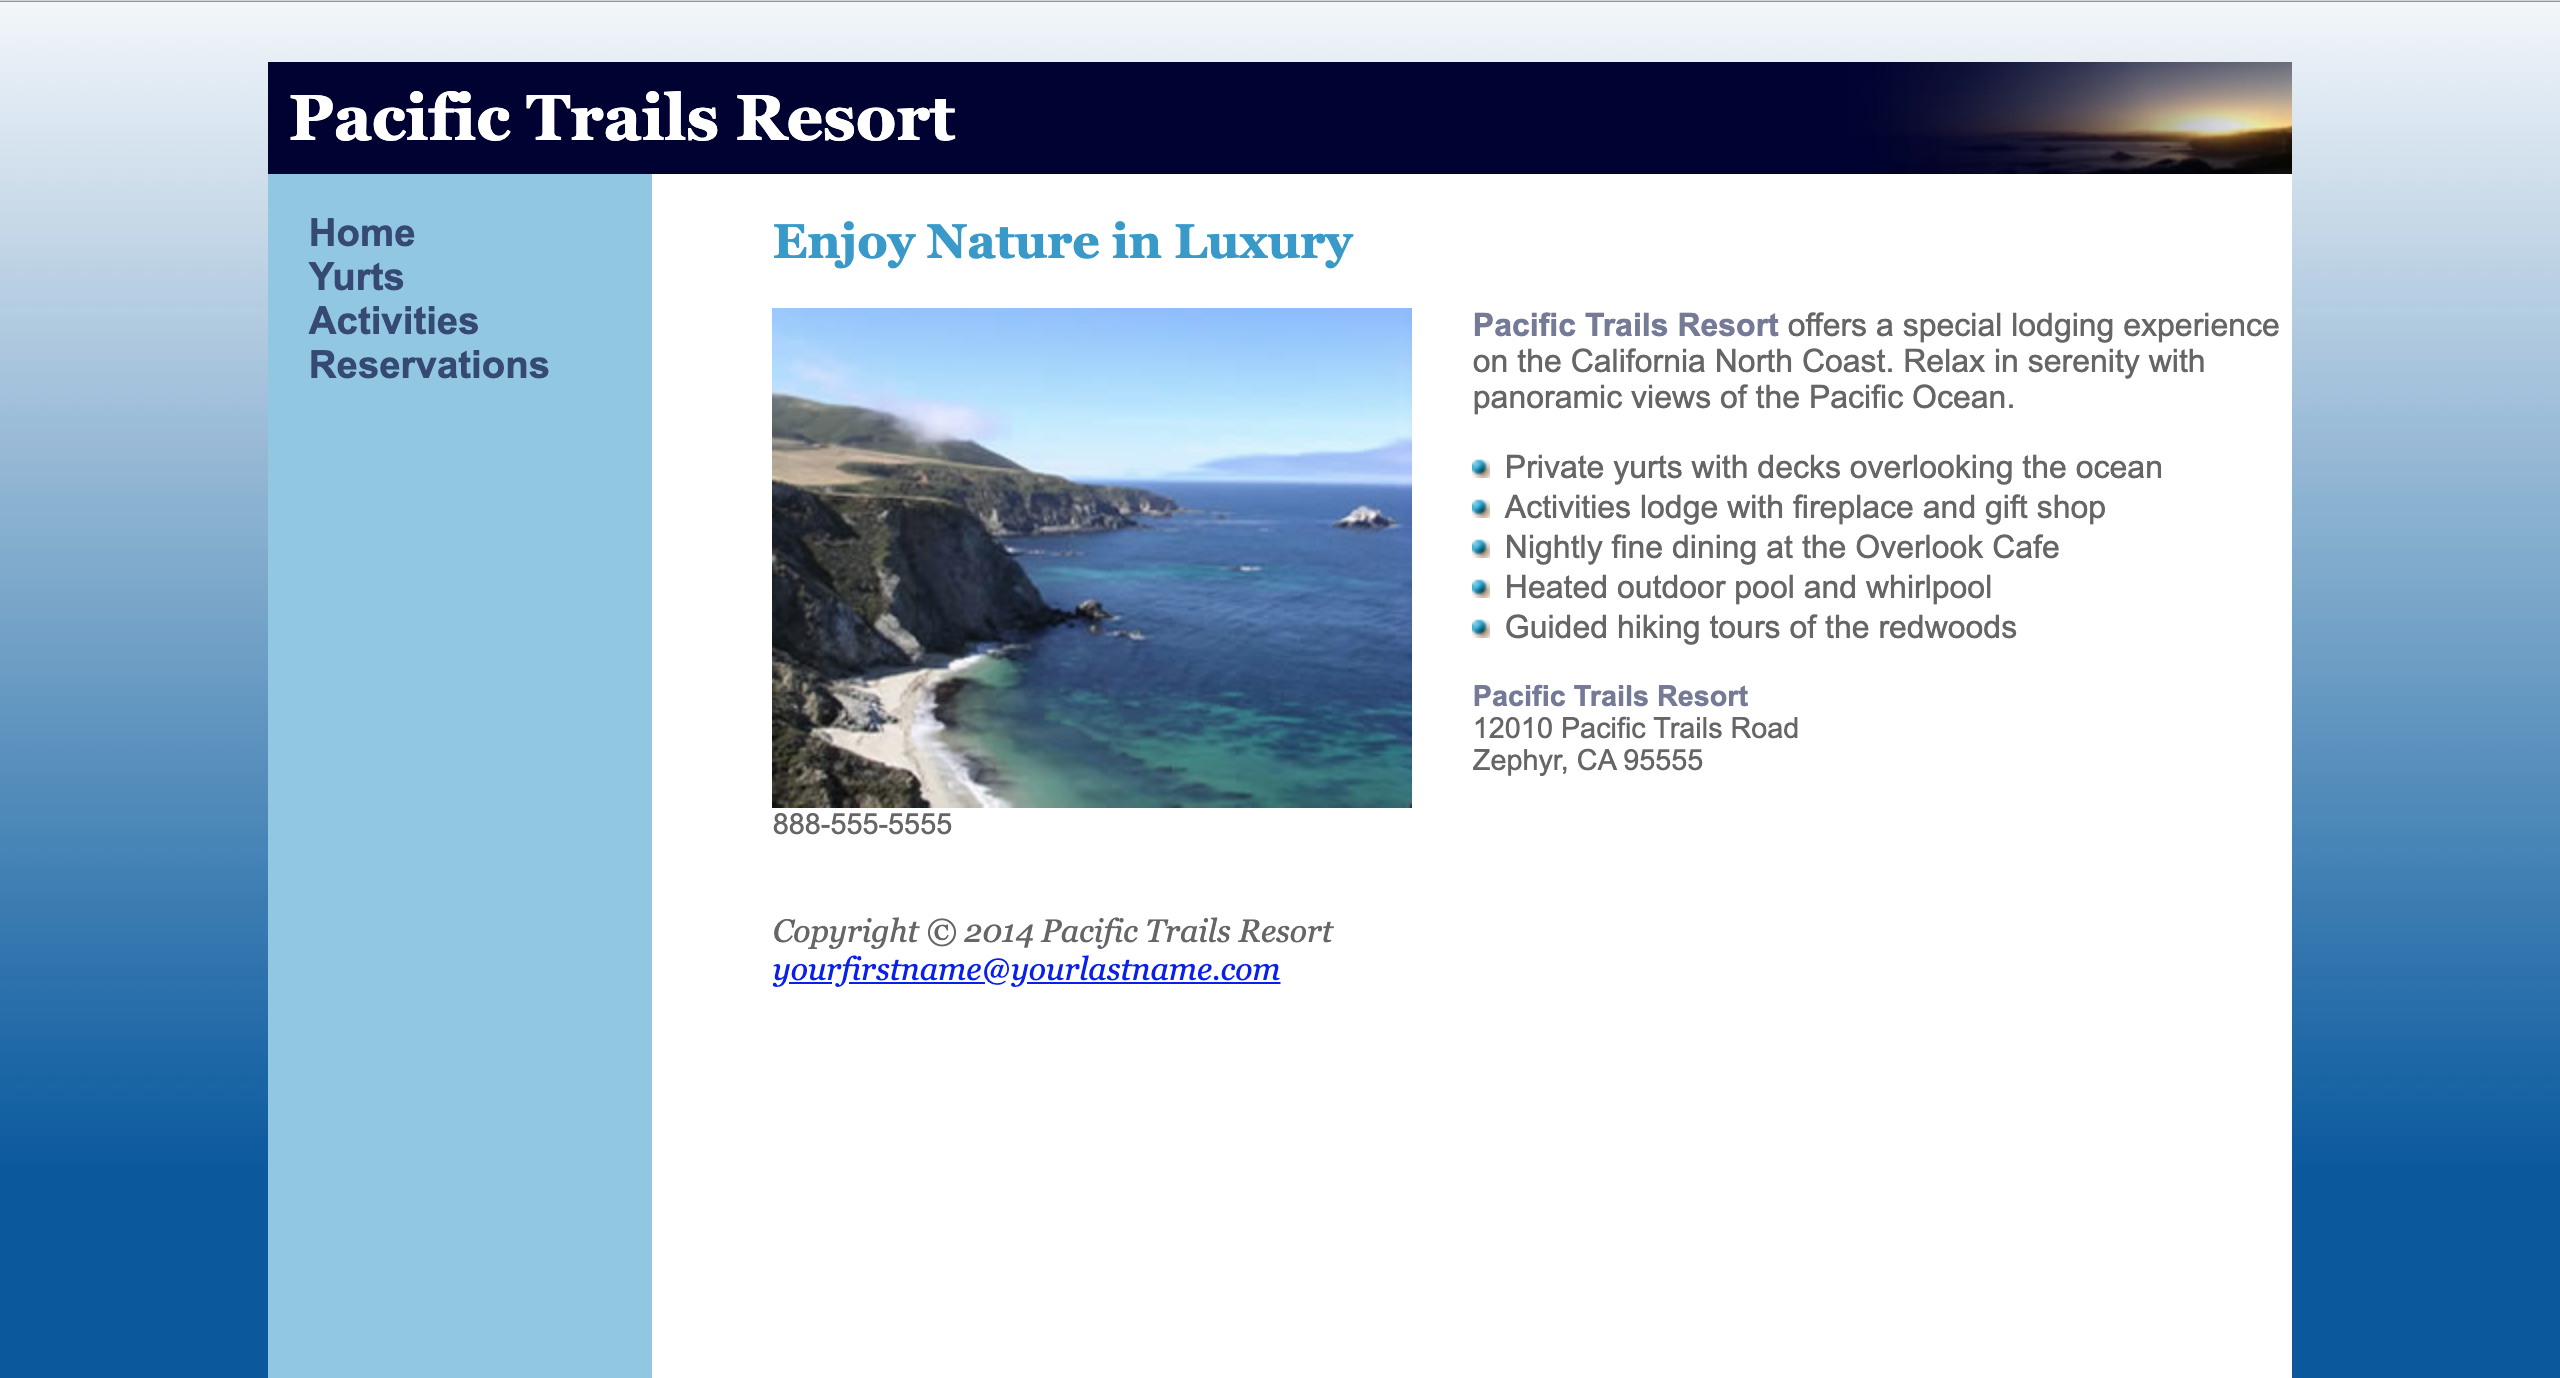 Pacific Trails Resort
Home
Yurts
Activities
Reservations
Enjoy Nature in Luxury
Pacific Trails Resort offers a special lodging experience
on the California North Coast. Relax in serenity with
panoramic views of the Pacific Ocean.
Private yurts with decks overlooking the ocean
Activities lodge with fireplace and gift shop
Nightly fine dining at the Overlook Cafe
Heated outdoor pool and whirlpool
Guided hiking tours of the redwoods
Pacific Trails Resort
12010 Pacific Trails Road
Zephyr, CA 95555
888-555-5555
Copyright © 2014 Pacific Trails Resort
yourfirstname@yourlastname.com